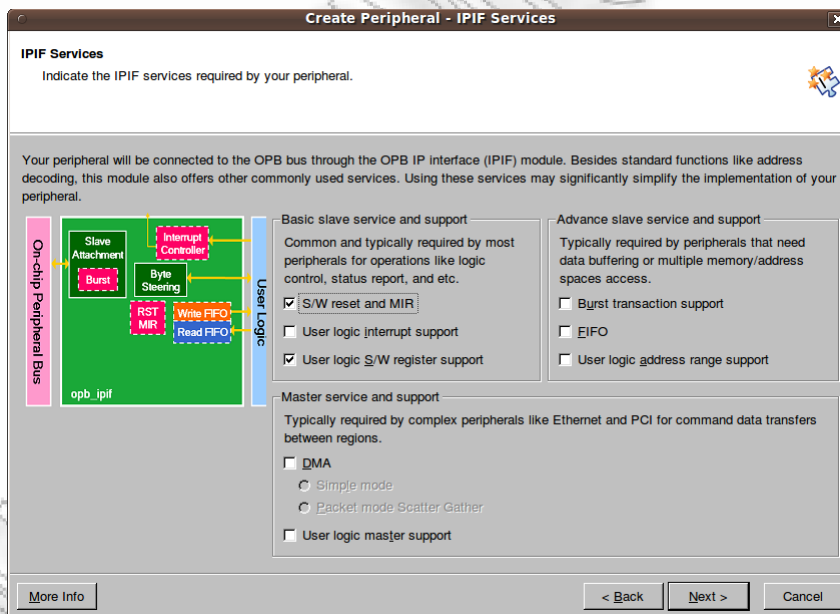 Create Peripheral - IPIF Services
IPIF Services
Indicate the IPIF services required by your peripheral.
Your peripheral will be connected to the OPB bus through the OPB IP interface (IPIF) module. Besides standard functions like address
decoding, this module also offers other commonly used services. Using these services may significantly simplify the implementation of your
peripheral.
On-chip Peripheral Bus
Slave
Attachment
Burst
Interrupt
Controller
Byte
Steering
RST
MIR
Write FIFO
Read FIFO
opb_ipif
User Logic
Basic slave service and support
Common and typically required by most
peripherals for operations like logic
control, status report, and etc.
S/W reset and MIR
User logic interrupt support
User logic S/W register support
Advance slave service and support
Typically required by peripherals that need
data buffering or multiple memory/address
spaces access.
Burst transaction support
FIFO
User logic address range support
Master service and support
Typically required by complex peripherals like Ethernet and PCI for command data transfers
between regions.
DMA
Simple mode
Packet mode Scatter Gather
User logic master support
More Info
< Back
Next >
Cancel